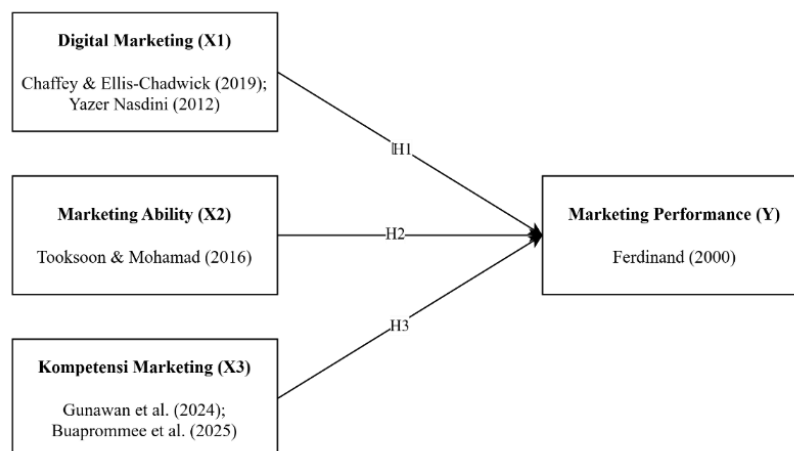 Digital Marketing (X1)
Chaffey & Ellis-Chadwick (2019);
Yazer Nasdini (2012)
H1
Marketing Ability (X2)
Tooksoon & Mohamad (2016)
H2
Marketing Performance (Y)
Ferdinand (2000)
H3
Kompetensi Marketing (X3)
Gunawan et al. (2024);
Buaprommee et al. (2025)